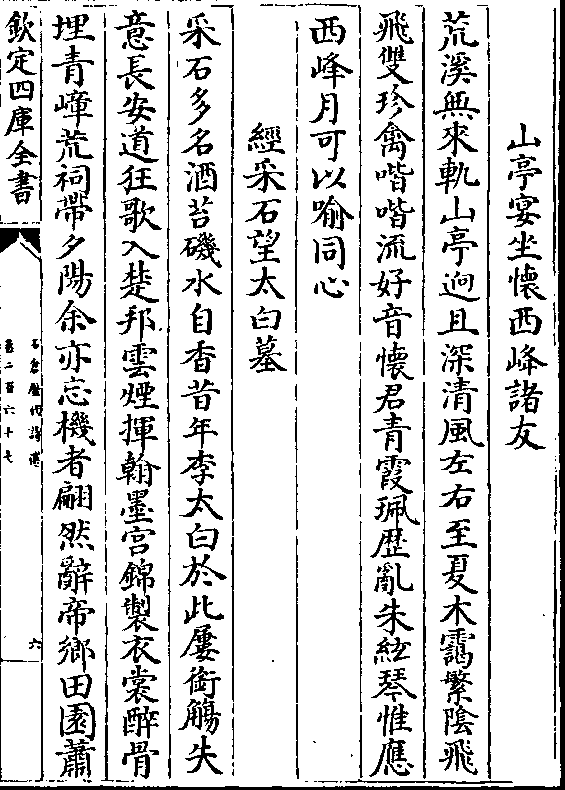 山亭宴坐懷西峰諸友
荒溪無來軌山亭逈且深清風左右至夏木靄繁陰飛
飛雙珍禽喈喈流好音懷君青霞珮歴亂朱絃琴惟應
西峰月可以喻同心
經采石望太白墓
采石多名酒苔磯水自香昔年李太白於此屢銜觴失
意長安道狂歌入楚邦雲煙揮翰墨宫錦製衣裳醉骨
埋青嶂荒祠帶夕陽余亦忘機者翩然辭帝鄉田園蕭
欽定四庫全書
石倉歴代詩選
卷二百六十七
六